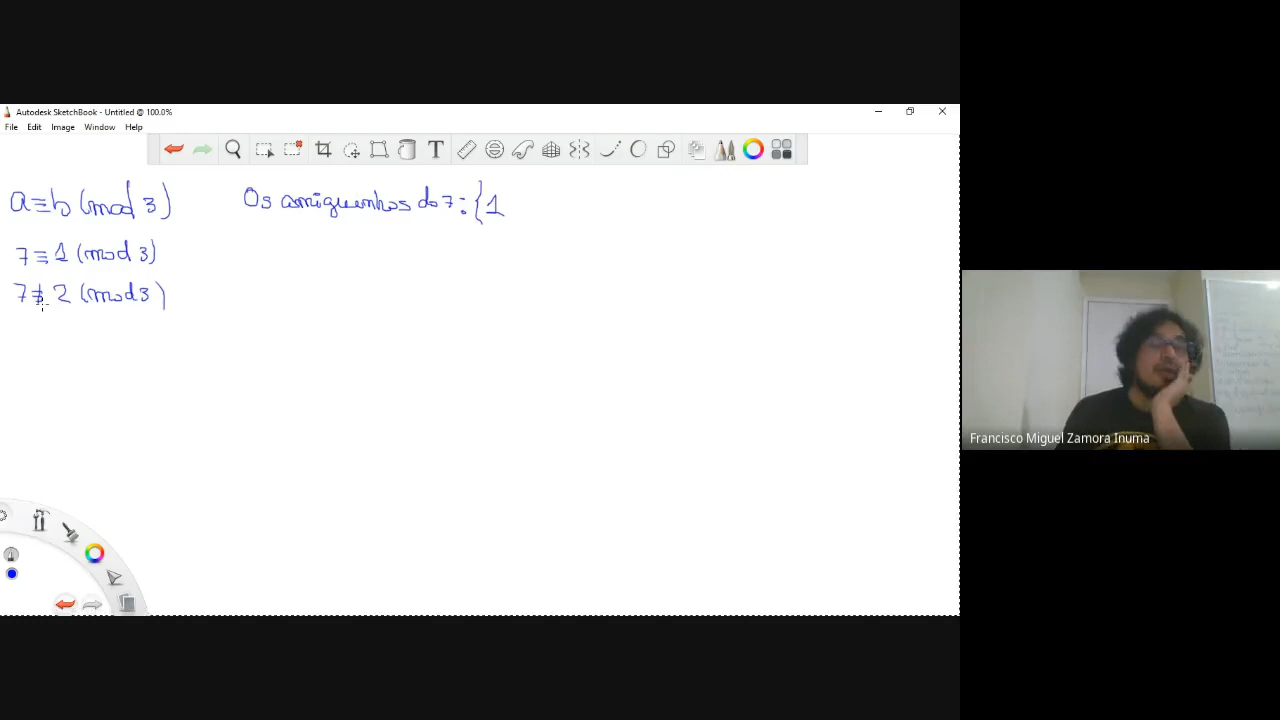 Autodesk SketchBook - Untitled @ 100.0%
File Edit Image Window Help
T
a≡b (mod 3)
Os amiguenhos do 7: {1
7≡1 (mod 3)
7≢2 (mod 3)
Francisco Miguel Zamora Inuma